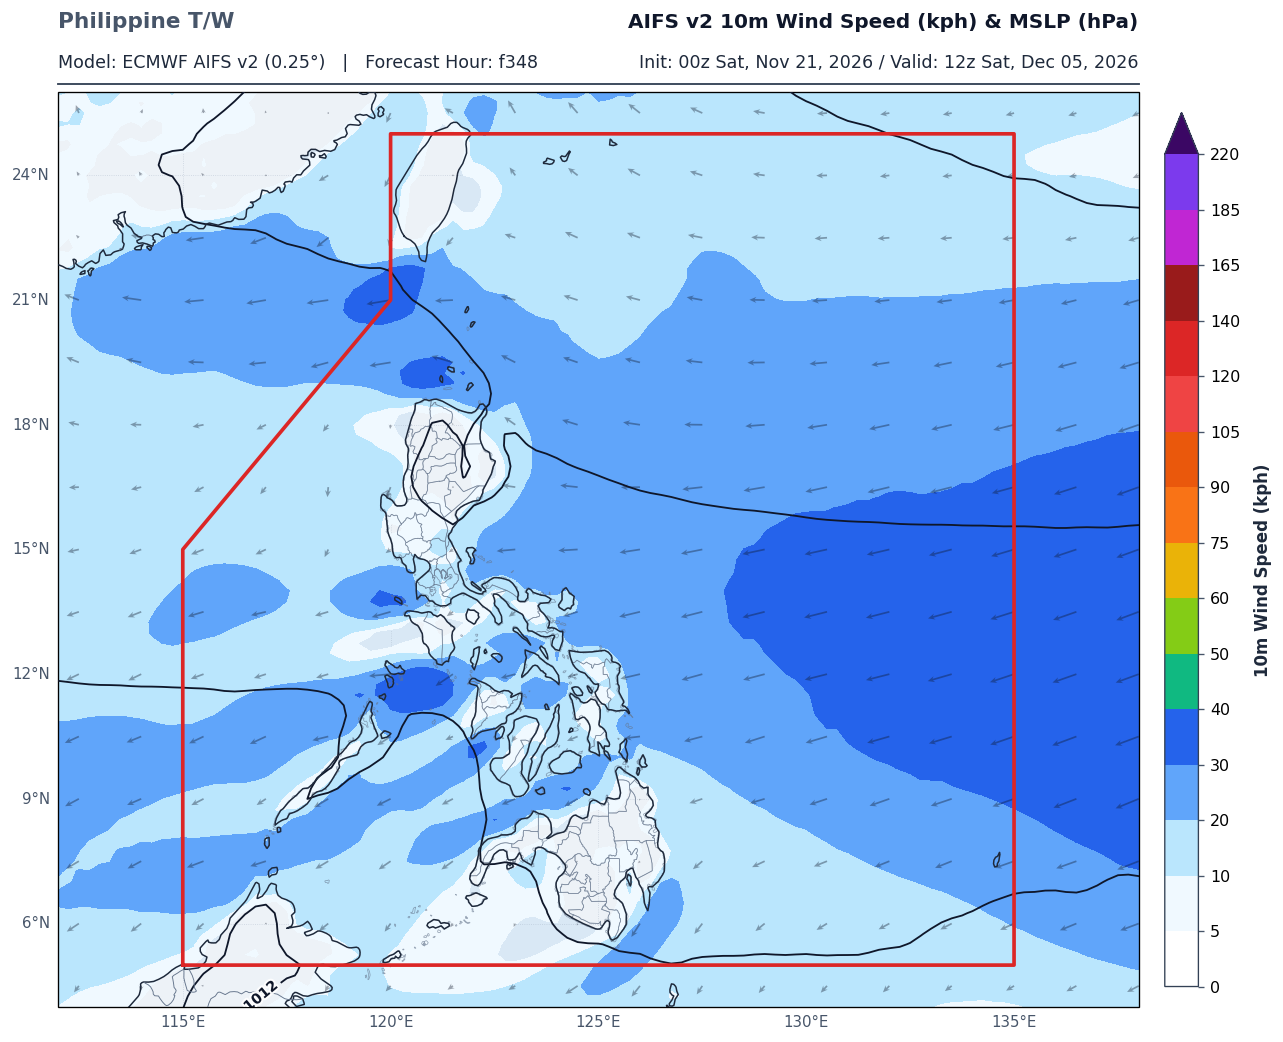 Philippine T/W
AIFS v2 10m Wind Speed (kph) & MSLP (hPa)
Model: ECMWF AIFS v2 (0.25°) | Forecast Hour: f348
Init: 00z Sat, Nov 21, 2026 / Valid: 12z Sat, Dec 05, 2026
24°N
21°N
18°N
15°N
12°N
9°N
6°N
1012
115°E
120°E
125°E
130°E
135°E
220
185
165
140
120
105
90
75
60
50
40
30
20
10
5
0
10m Wind Speed (kph)